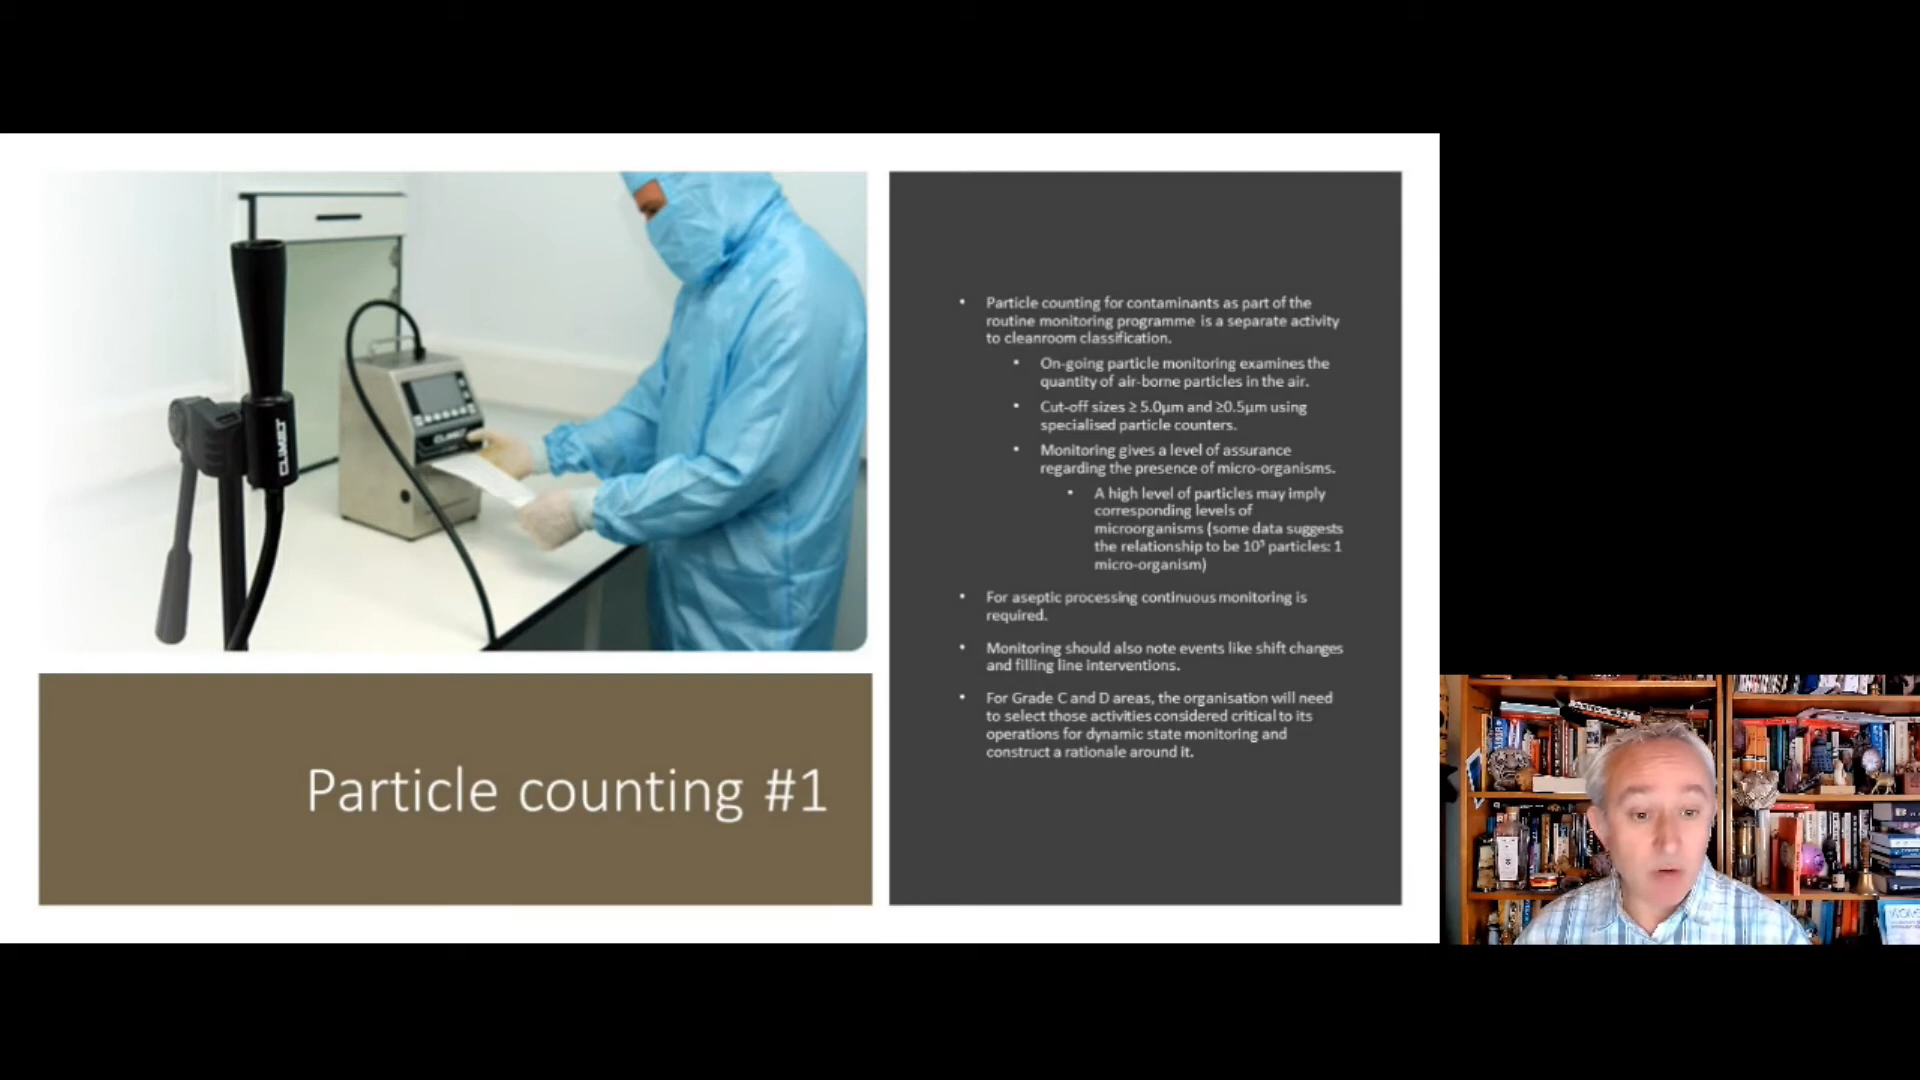 CLIMET
CLIMET
Particle counting #1
• Particle counting for contaminants as part of the
routine monitoring programme is a separate activity
to cleanroom classification.
• On-going particle monitoring examines the
quantity of air-borne particles in the air.
• Cut-off sizes ≥ 5.0µm and ≥0.5µm using
specialised particle counters.
• Monitoring gives a level of assurance
regarding the presence of micro-organisms.
• A high level of particles may imply
corresponding levels of
microorganisms (some data suggests
the relationship to be 10⁵ particles: 1
micro-organism)
• For aseptic processing continuous monitoring is
required.
• Monitoring should also note events like shift changes
and filling line interventions.
• For Grade C and D areas, the organisation will need
to select those activities considered critical to its
operations for dynamic state monitoring and
construct a rationale around it.